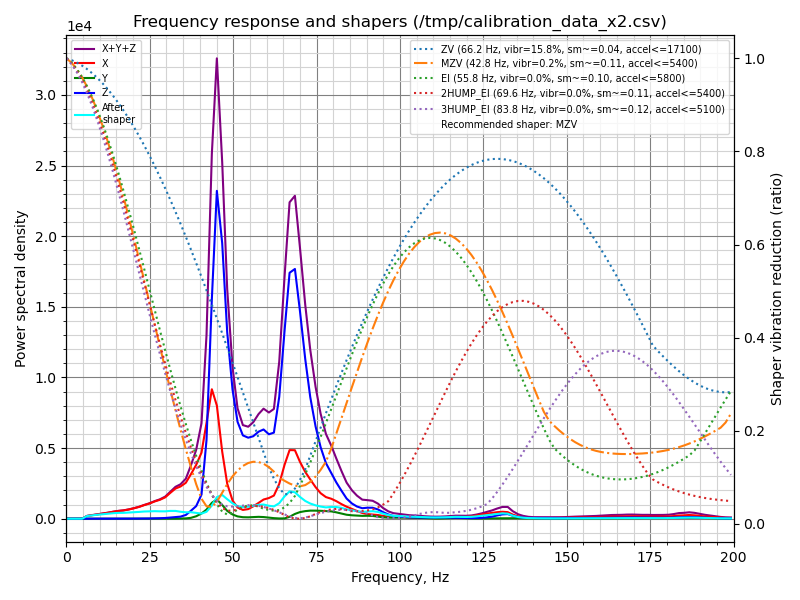 Frequency response and shapers (/tmp/calibration_data_x2.csv)
1e4
X+Y+Z
X
Y
Z
After
shaper
ZV (66.2 Hz, vibr=15.8%, sm~=0.04, accel<=17100)
MZV (42.8 Hz, vibr=0.2%, sm~=0.11, accel<=5400)
EI (55.8 Hz, vibr=0.0%, sm~=0.10, accel<=5800)
2HUMP_EI (69.6 Hz, vibr=0.0%, sm~=0.11, accel<=5400)
3HUMP_EI (83.8 Hz, vibr=0.0%, sm~=0.12, accel<=5100)
Recommended shaper: MZV
Power spectral density
3.0
2.5
2.0
1.5
1.0
0.5
0.0
1.0
0.8
0.6
0.4
0.2
0.0
Shaper vibration reduction (ratio)
0 25 50 75 100 125 150 175 200
Frequency, Hz